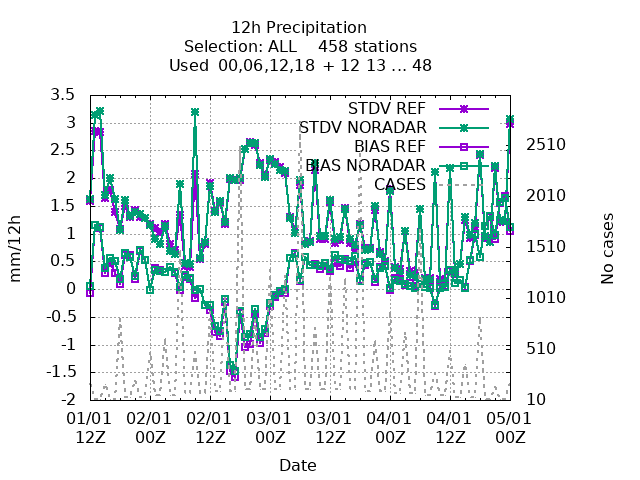 12h Precipitation
Selection: ALL    458 stations
Used  00,06,12,18  + 12 13 ... 48
STDV REF
STDV NORADAR
BIAS REF
BIAS NORADAR
CASES
3.5
3
2.5
2
1.5
1
0.5
0
-0.5
-1
-1.5
-2
mm/12h
2510
2010
1510
1010
510
10
No cases
01/01 02/01 02/01 03/01 03/01 04/01 04/01 05/01
12Z 00Z 12Z 00Z 12Z 00Z 12Z 00Z
Date